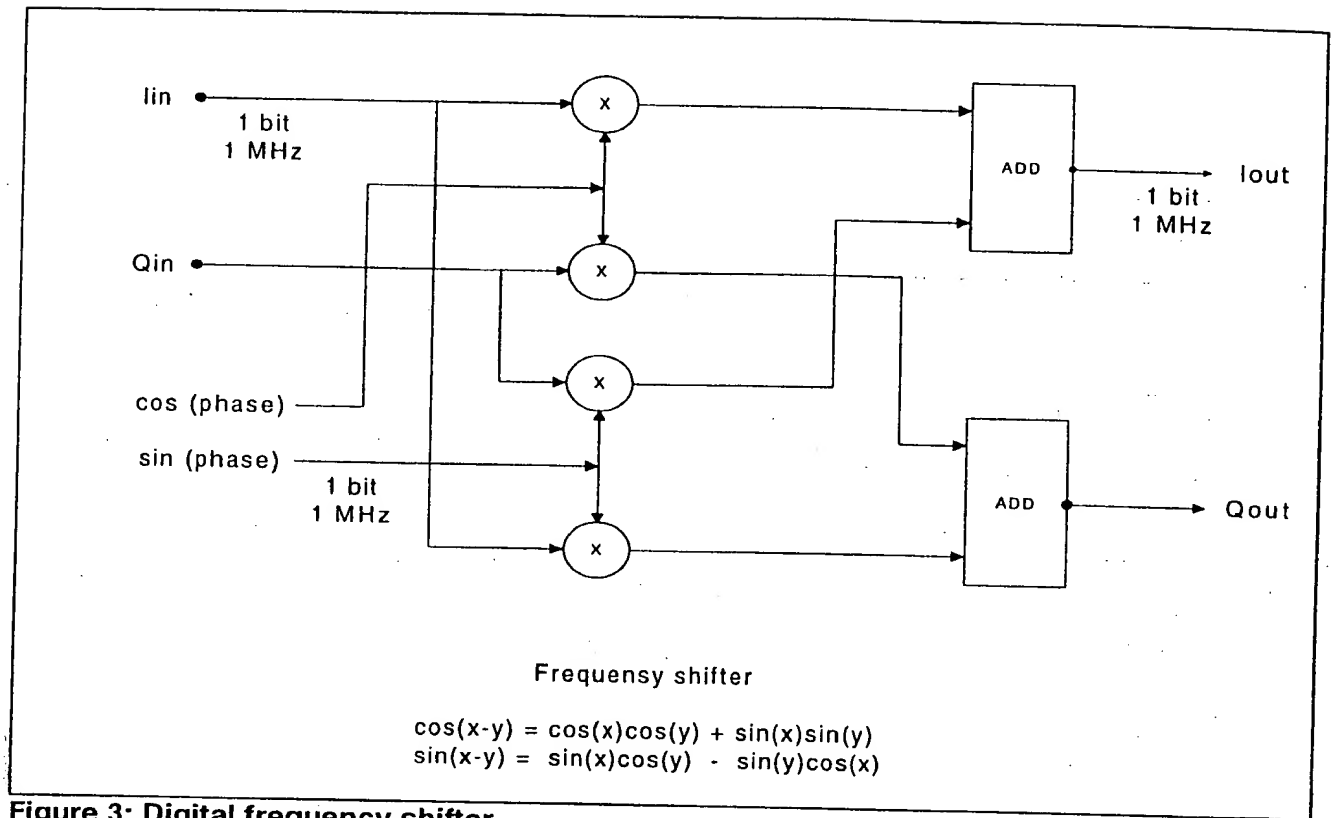 Iin
1 bit
1 MHz
X
ADD
Iout
1 bit
1 MHz
Qin
X
X
cos (phase)
sin (phase)
1 bit
1 MHz
ADD
Qout
X
Frequensy shifter
cos(x-y) = cos(x)cos(y) + sin(x)sin(y)
sin(x-y) = sin(x)cos(y) - sin(y)cos(x)
Figure 3: Digital frequency shifter